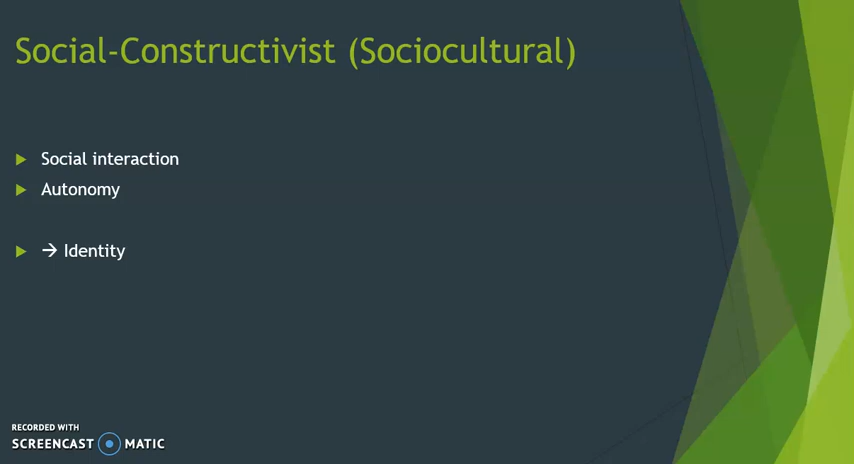 Social-Constructivist (Sociocultural)
Social interaction
Autonomy
→ Identity
RECORDED WITH
SCREENCAST MATIC